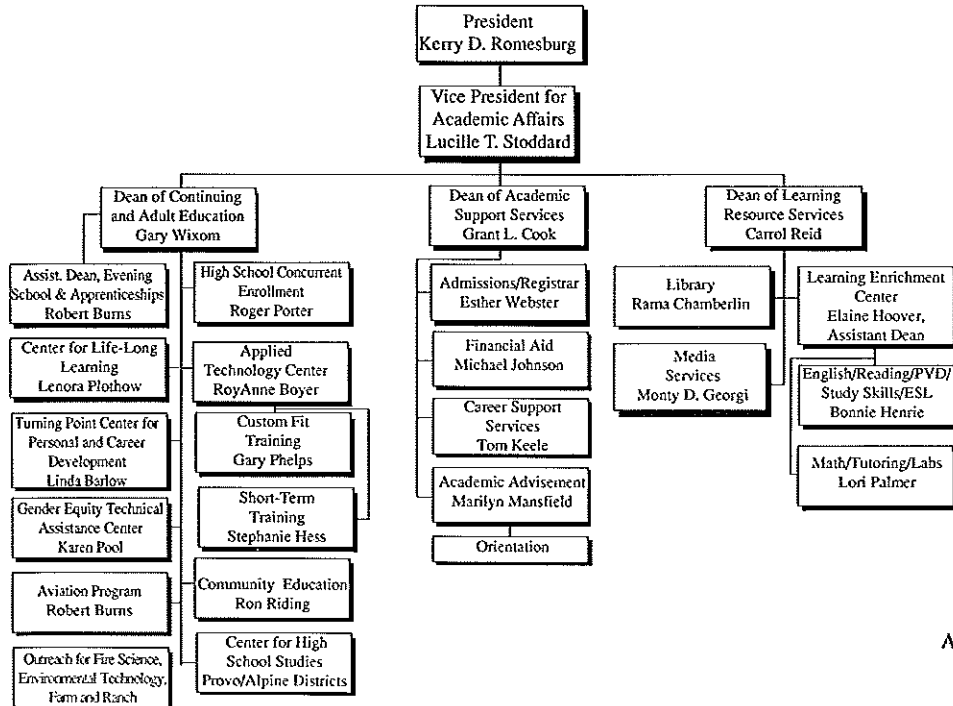 President
Kerry D. Romesburg
Vice President for
Academic Affairs
Lucille T. Stoddard
Dean of Continuing
and Adult Education
Gary Wixom
Dean of Academic
Support Services
Grant L. Cook
Dean of Learning
Resource Services
Carrol Reid
Assist. Dean, Evening
School & Apprenticeships
Robert Burns
High School Concurrent
Enrollment
Roger Porter
Center for Life-Long
Learning
Lenora Plothow
Applied
Technology Center
RoyAnne Boyer
Turning Point Center for
Personal and Career
Development
Linda Barlow
Custom Fit
Training
Gary Phelps
Gender Equity Technical
Assistance Center
Karen Pool
Short-Term
Training
Stephanie Hess
Aviation Program
Robert Burns
Community Education
Ron Riding
Outreach for Fire Science,
Environmental Technology,
Farm and Ranch
Center for High
School Studies
Provo/Alpine Districts
Admissions/Registrar
Esther Webster
Financial Aid
Michael Johnson
Career Support
Services
Tom Keele
Academic Advisement
Marilyn Mansfield
Orientation
Library
Rama Chamberlin
Learning Enrichment
Center
Elaine Hoover,
Assistant Dean
Media
Services
Monty D. Georgi
English/Reading/PVD/
Study Skills/ESL
Bonnie Henrie
Math/Tutoring/Labs
Lori Palmer
A